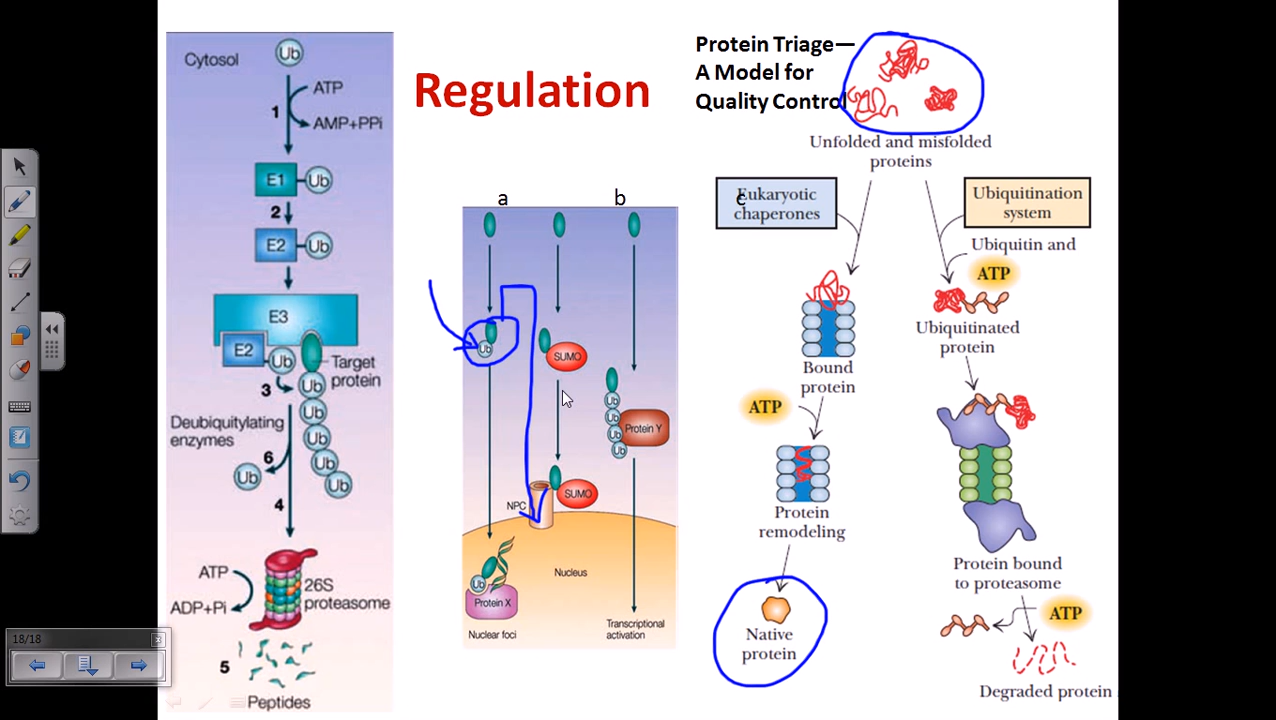 Cytosol
Ub
ATP
1
AMP+PPi
E1
Ub
2
E2
Ub
E3
E2
Ub
Target
protein
3
Ub
Deubiquitylating
enzymes
Ub
Ub
6
Ub
Ub
Ub
4
ATP
26S
proteasome
ADP+Pi
5
Peptides
18/18
Regulation
a
b
c
Ub
SUMO
Ub
Ub
Ub
Ub
Protein Y
NPC
SUMO
Nucleus
Ub
Protein X
Nuclear foci
Transcriptional
activation
Protein Triage—
A Model for
Quality Control
Unfolded and misfolded
proteins
Eukaryotic
chaperones
Ubiquitination
system
Ubiquitin and
ATP
Ubiquitinated
protein
Bound
protein
ATP
Protein
remodeling
Protein bound
to proteasome
Native
protein
ATP
Degraded protein